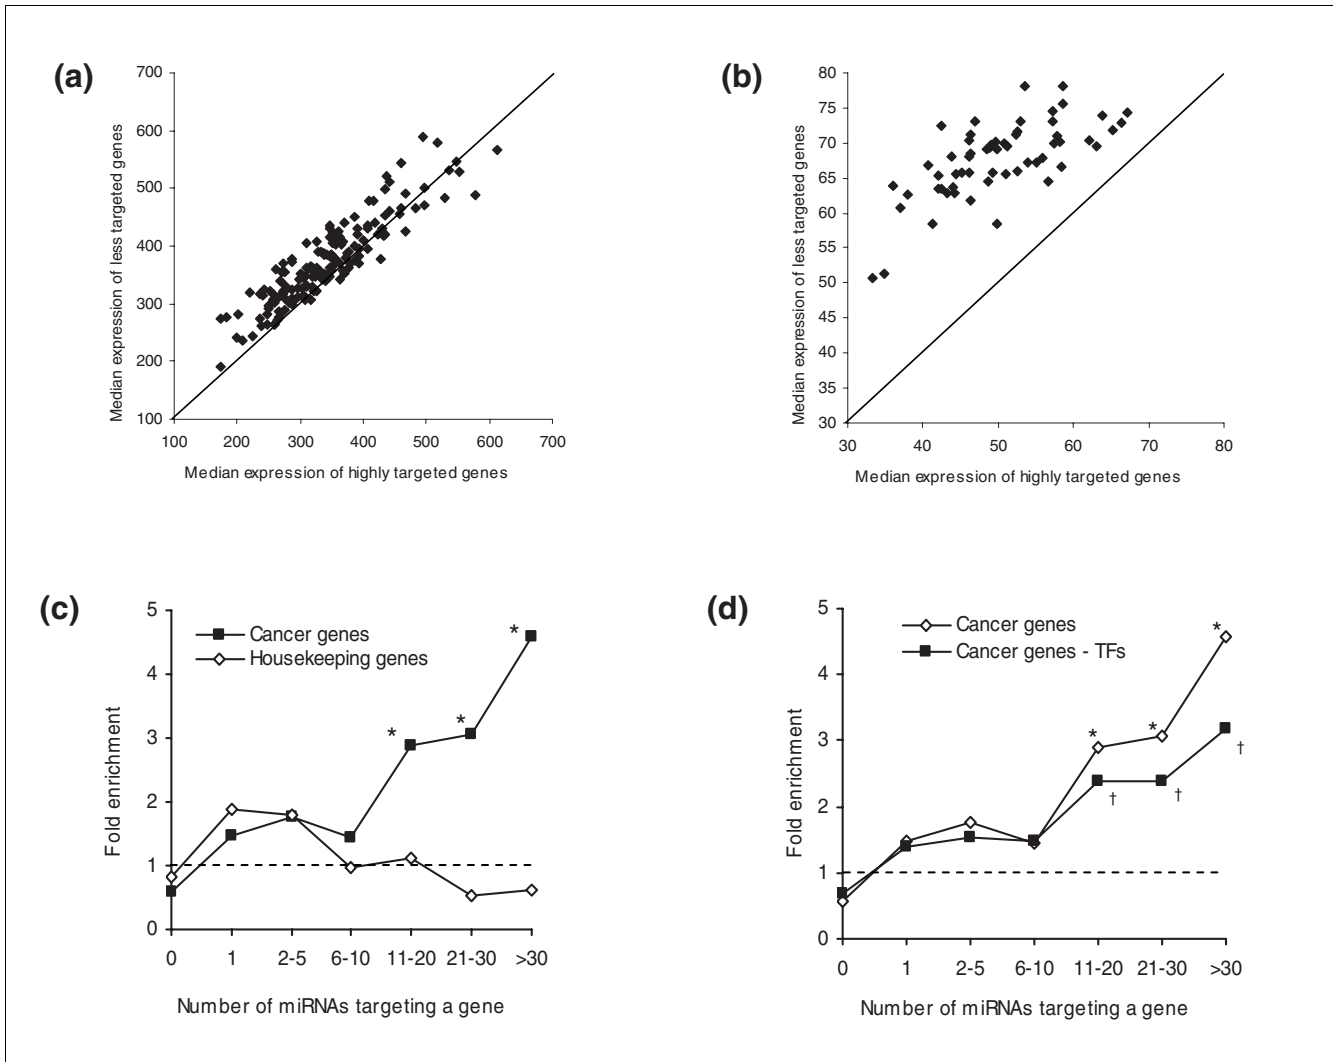 (a)
Median expression of less targeted genes
700
600
500
400
300
200
100
100 200 300 400 500 600 700
Median expression of highly targeted genes
(b)
Median expression of less targeted genes
80
75
70
65
60
55
50
45
40
35
30
30 40 50 60 70 80
Median expression of highly targeted genes
(c)
Fold enrichment
5
4
3
2
1
0
Cancer genes
Housekeeping genes
* * *
0 1 2-5 6-10 11-20 21-30 >30
Number of miRNAs targeting a gene
(d)
Fold enrichment
5
4
3
2
1
0
Cancer genes
Cancer genes - TFs
* * *
† † †
0 1 2-5 6-10 11-20 21-30 >30
Number of miRNAs targeting a gene